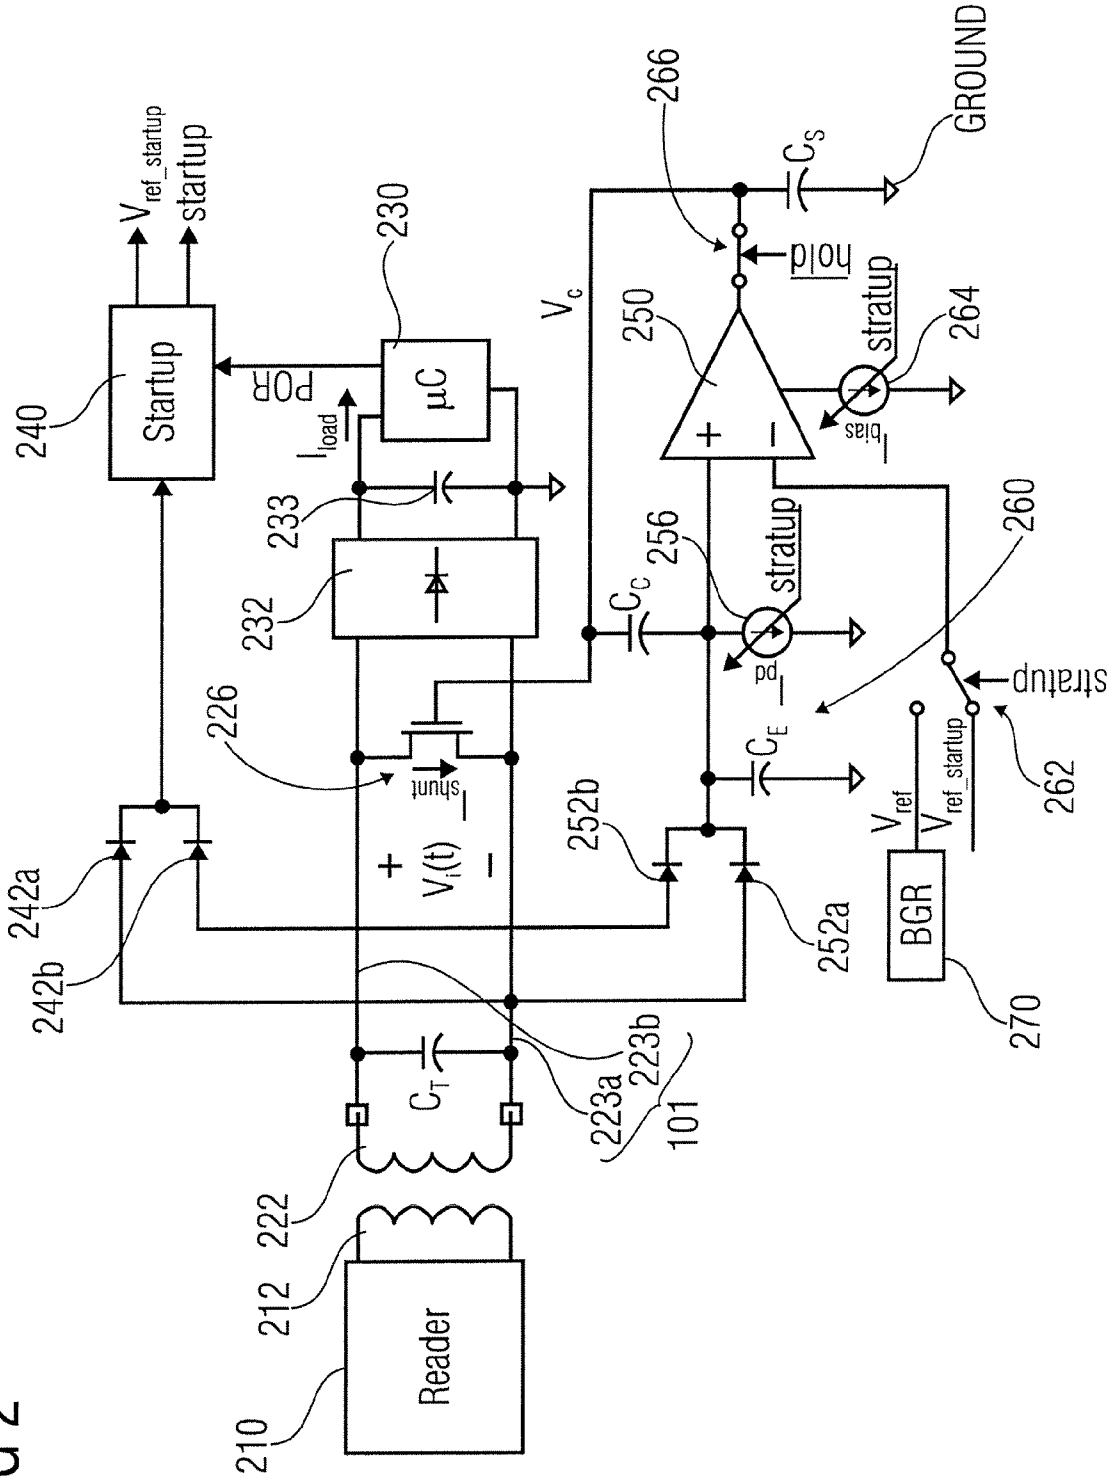 240
Startup
V_ref_startup
startup
POR
I_load
230
µC
233
232
226
I_shunt
+
V_i(t)
−
242a
242b
252b
252a
C_T
223a
223b
101
222
212
210
Reader
V_c
250
+
−
266
hold
C_S
GROUND
stratup
264
I_bias
C_C
256
stratup
I_pd
260
C_E
V_ref
V_ref_startup
stratup
262
BGR
270